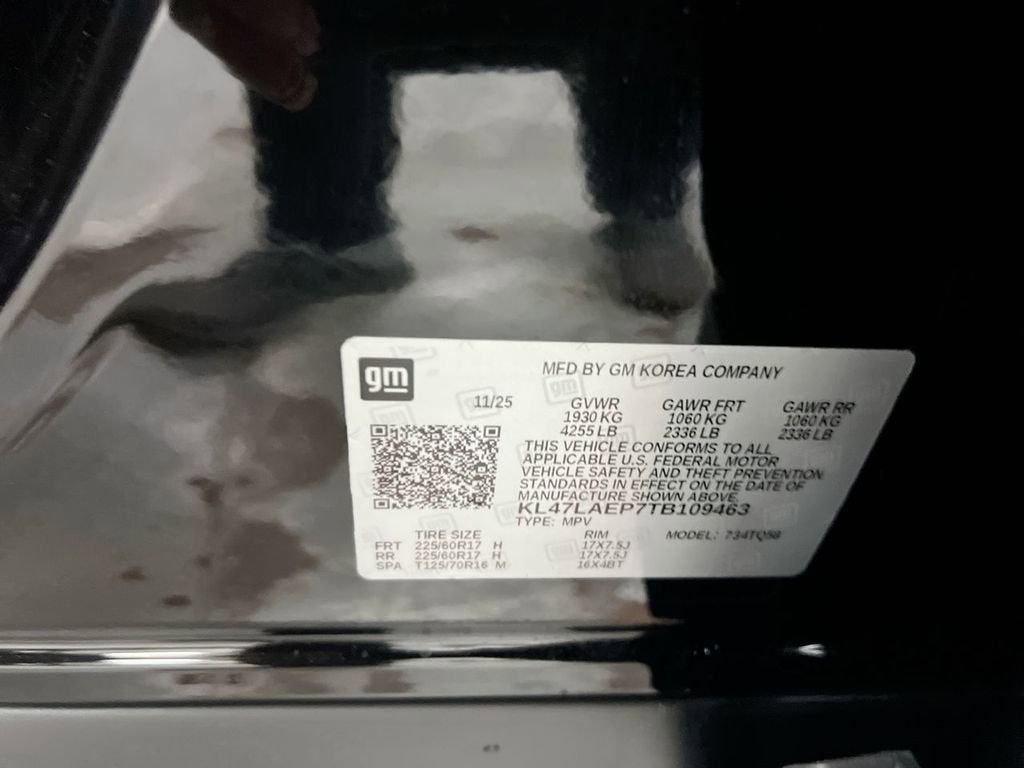 gm
MFD BY GM KOREA COMPANY
11/25
GVWR GAWR FRT GAWR RR
1930 KG 1060 KG 1060 KG
4255 LB 2336 LB 2336 LB
THIS VEHICLE CONFORMS TO ALL
APPLICABLE U.S. FEDERAL MOTOR
VEHICLE SAFETY AND THEFT PREVENTION
STANDARDS IN EFFECT ON THE DATE OF
MANUFACTURE SHOWN ABOVE.
KL47LAEP7TB109463
TYPE: MPV
TIRE SIZE RIM MODEL: 734TQ58
FRT 225/60R17 H 17X7.5J
RR 225/60R17 H 17X7.5J
SPA T125/70R16 M 16X4BT